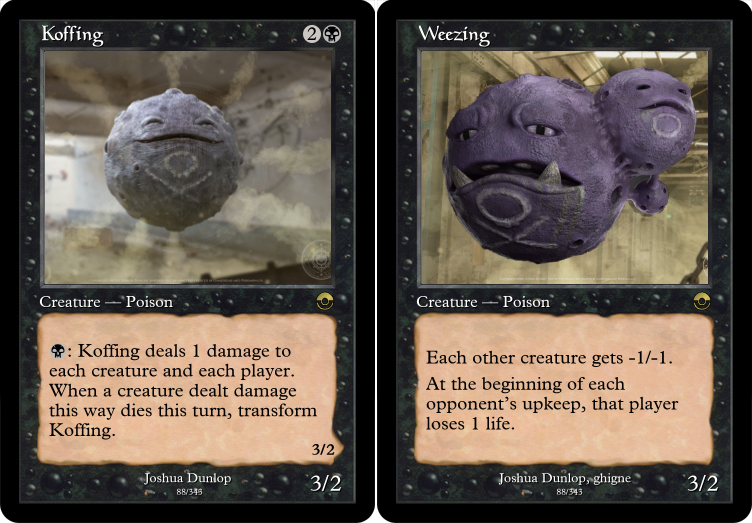 Koffing 2
Creature — Poison
: Koffing deals 1 damage to
each creature and each player.
When a creature dealt damage
this way dies this turn, transform
Koffing.
3/2
Joshua Dunlop
88/345
3/2
Weezing
Creature — Poison
Each other creature gets -1/-1.
At the beginning of each
opponent's upkeep, that player
loses 1 life.
Joshua Dunlop, ghigne
88/343
3/2